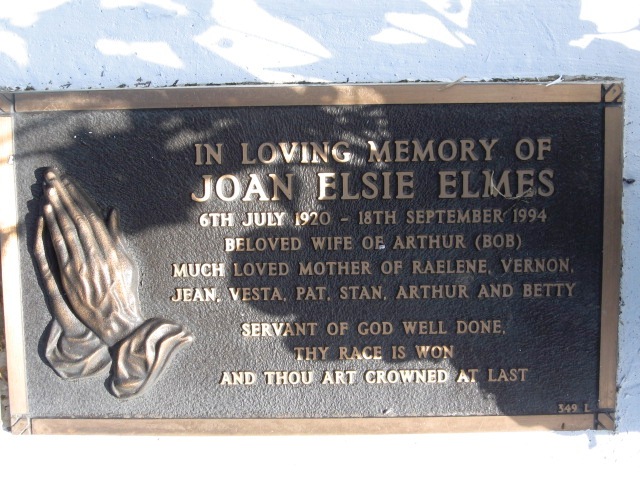 IN LOVING MEMORY OF
JOAN ELSIE ELMES
6TH JULY 1920 - 18TH SEPTEMBER 1994
BELOVED WIFE OF ARTHUR (BOB)
MUCH LOVED MOTHER OF RAELENE, VERNON,
JEAN, VESTA, PAT, STAN, ARTHUR AND BETTY
SERVANT OF GOD WELL DONE,
THY RACE IS WON
AND THOU ART CROWNED AT LAST
349 L